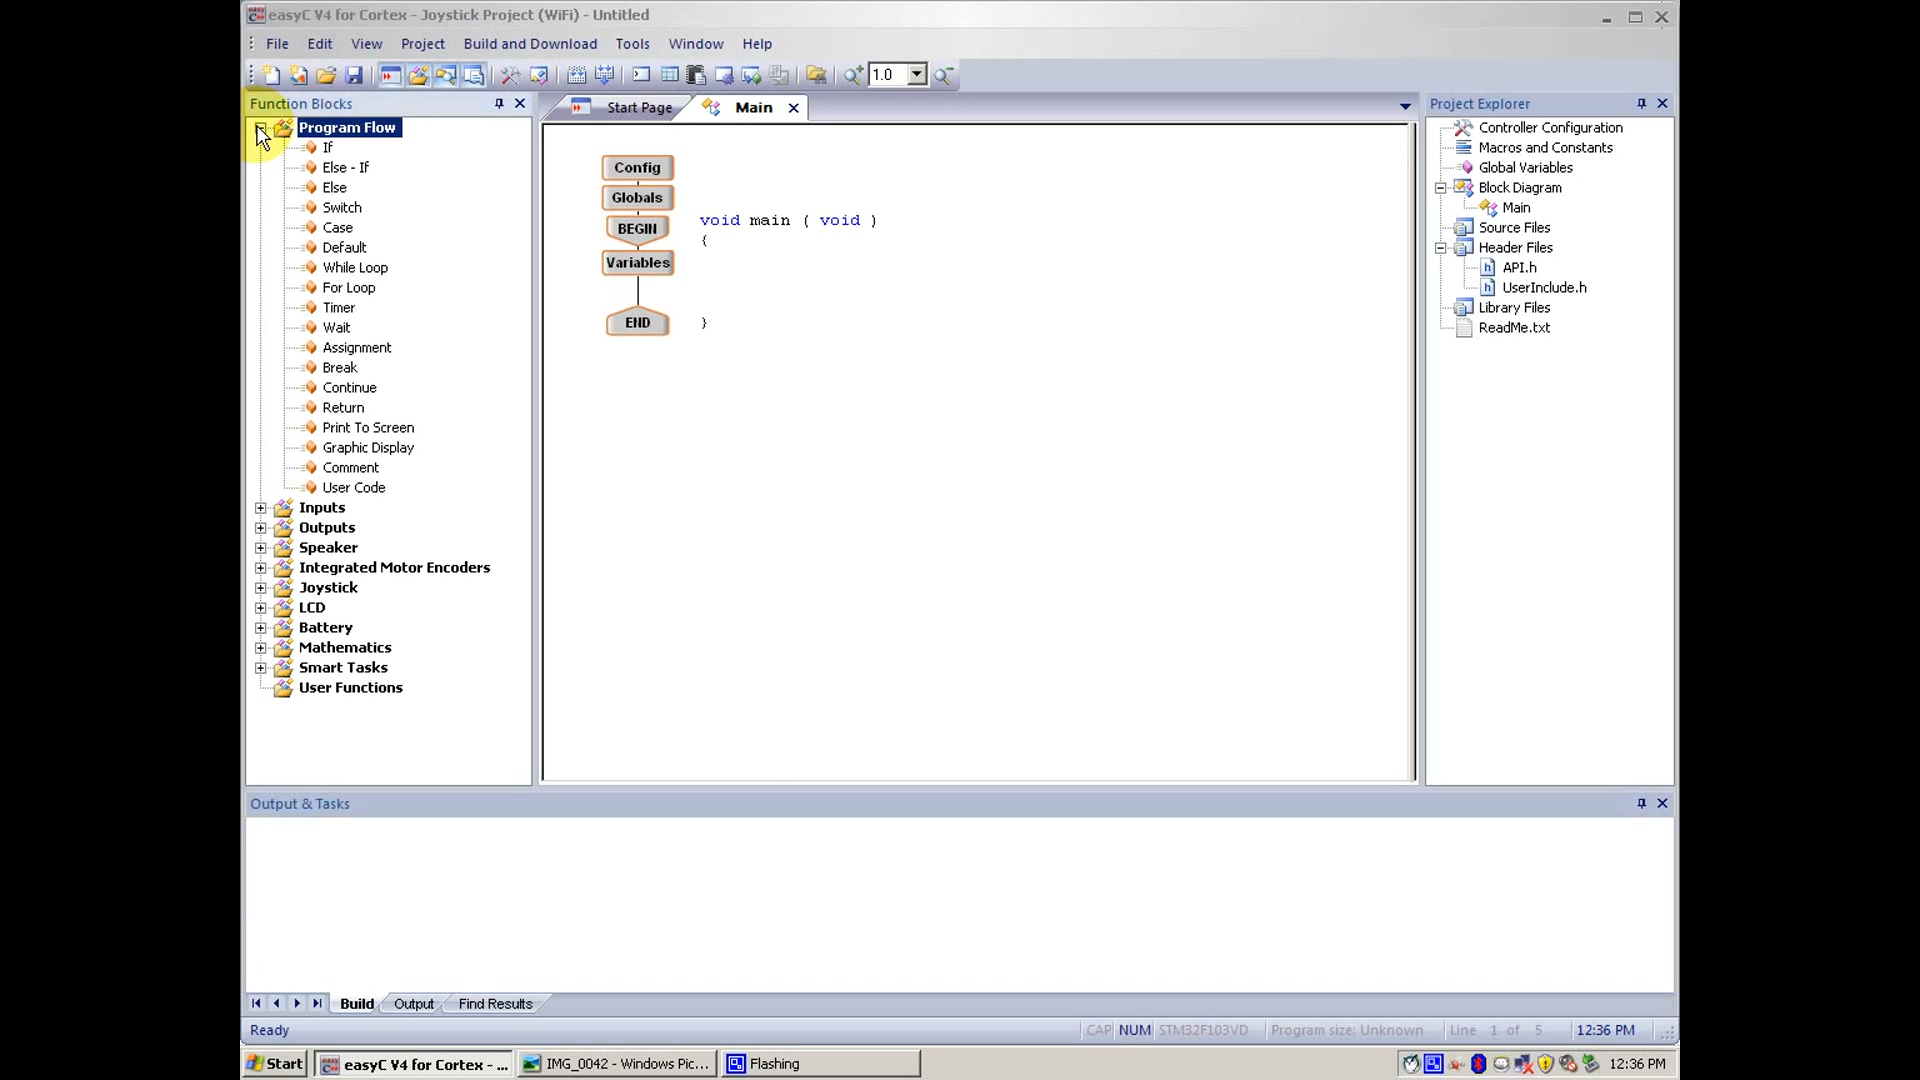 easyC V4 for Cortex - Joystick Project (WiFi) - Untitled
File Edit View Project Build and Download Tools Window Help
1.0
Function Blocks
Program Flow
If
Else - If
Else
Switch
Case
Default
While Loop
For Loop
Timer
Wait
Assignment
Break
Continue
Return
Print To Screen
Graphic Display
Comment
User Code
Inputs
Outputs
Speaker
Integrated Motor Encoders
Joystick
LCD
Battery
Mathematics
Smart Tasks
User Functions
Start Page Main
Config
Globals
BEGIN void main ( void )
{
Variables
END }
Project Explorer
Controller Configuration
Macros and Constants
Global Variables
Block Diagram
Main
Source Files
Header Files
API.h
UserInclude.h
Library Files
ReadMe.txt
Output & Tasks
Build Output Find Results
Ready CAP NUM STM32F103VD Program size: Unknown Line 1 of 5 12:36 PM
Start easyC V4 for Cortex - ... IMG_0042 - Windows Pic... Flashing 12:36 PM